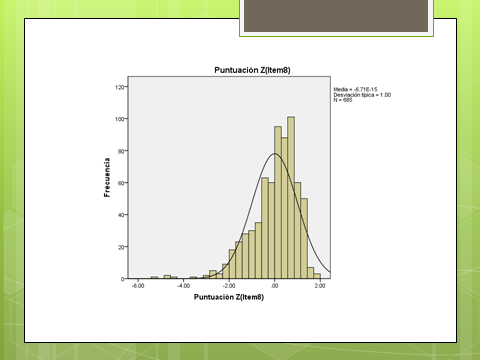 Puntuación Z(Item8)
Media = -6.71E-15
Desviación típica = 1.00
N = 685
120
100
80
60
40
20
0
Frecuencia
-6.00 -4.00 -2.00 .00 2.00
Puntuación Z(Item8)